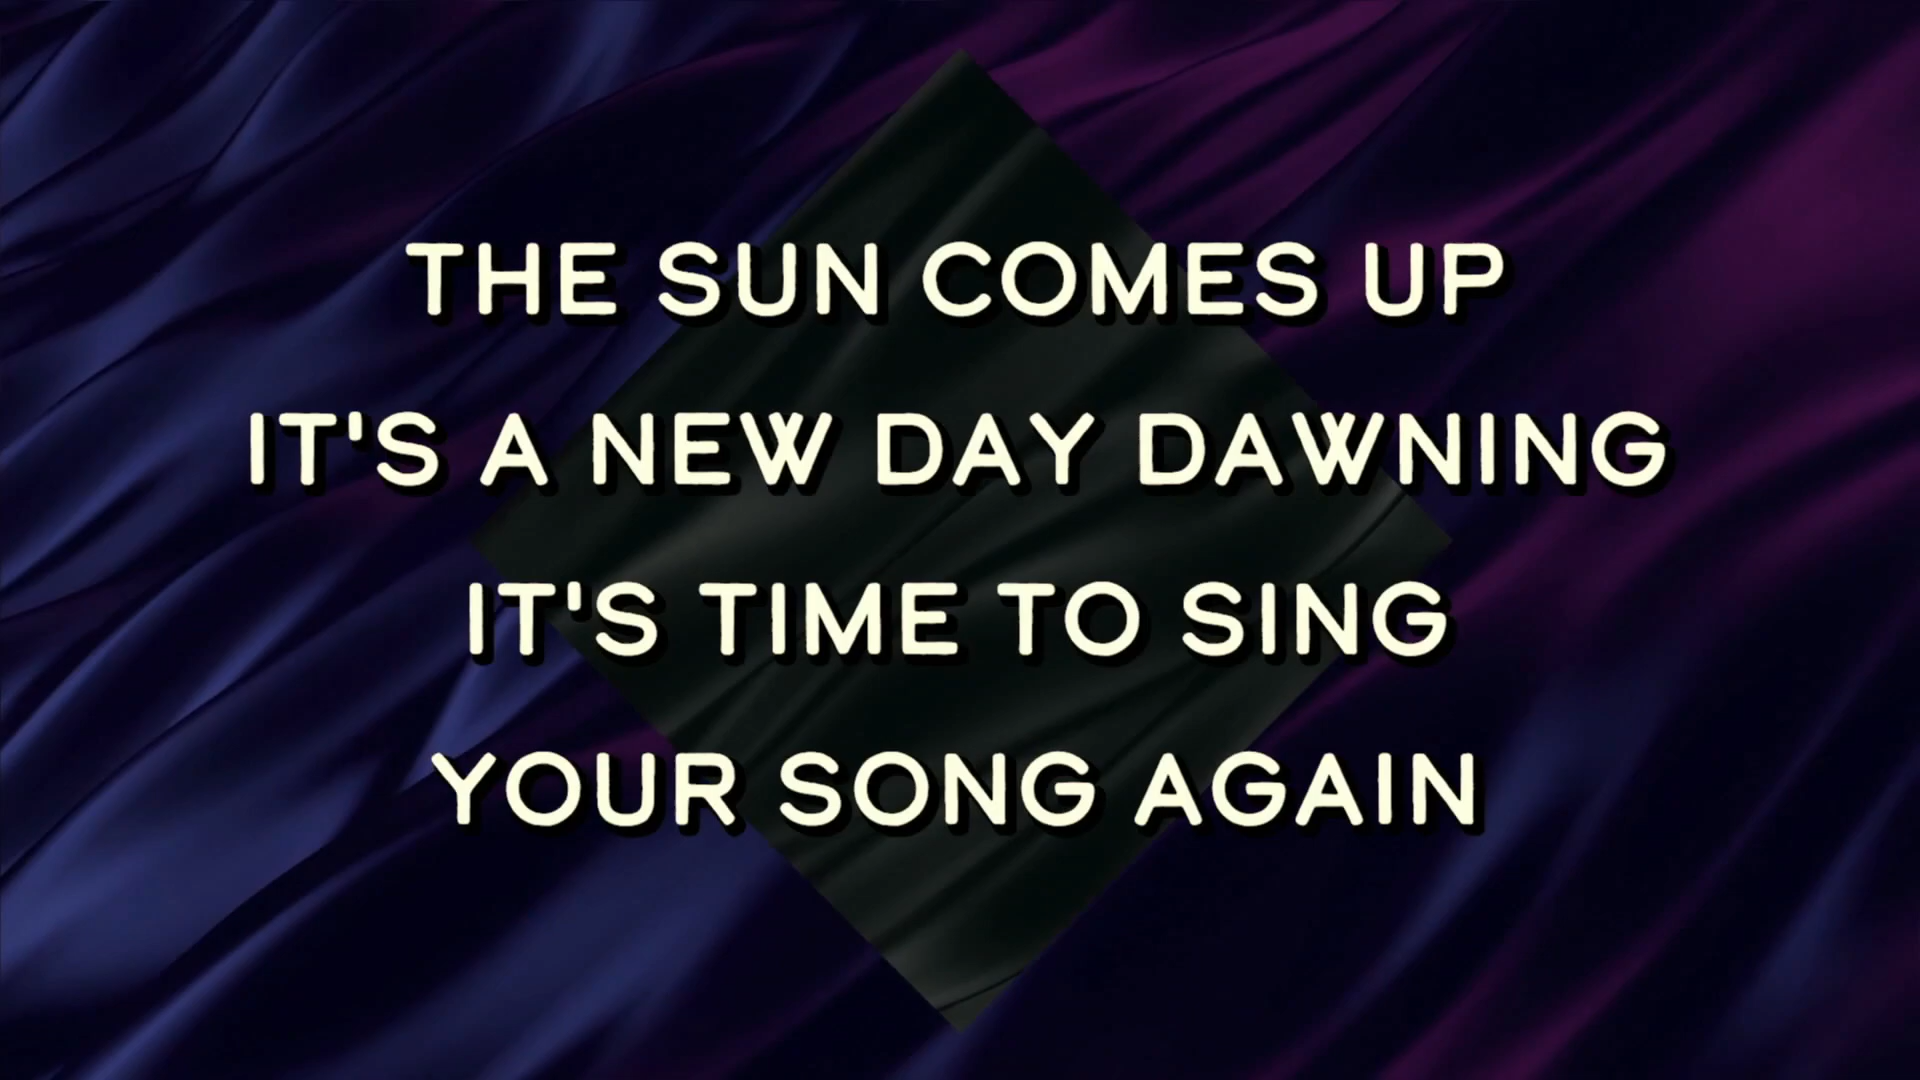 THE SUN COMES UP
IT'S A NEW DAY DAWNING
IT'S TIME TO SING
YOUR SONG AGAIN